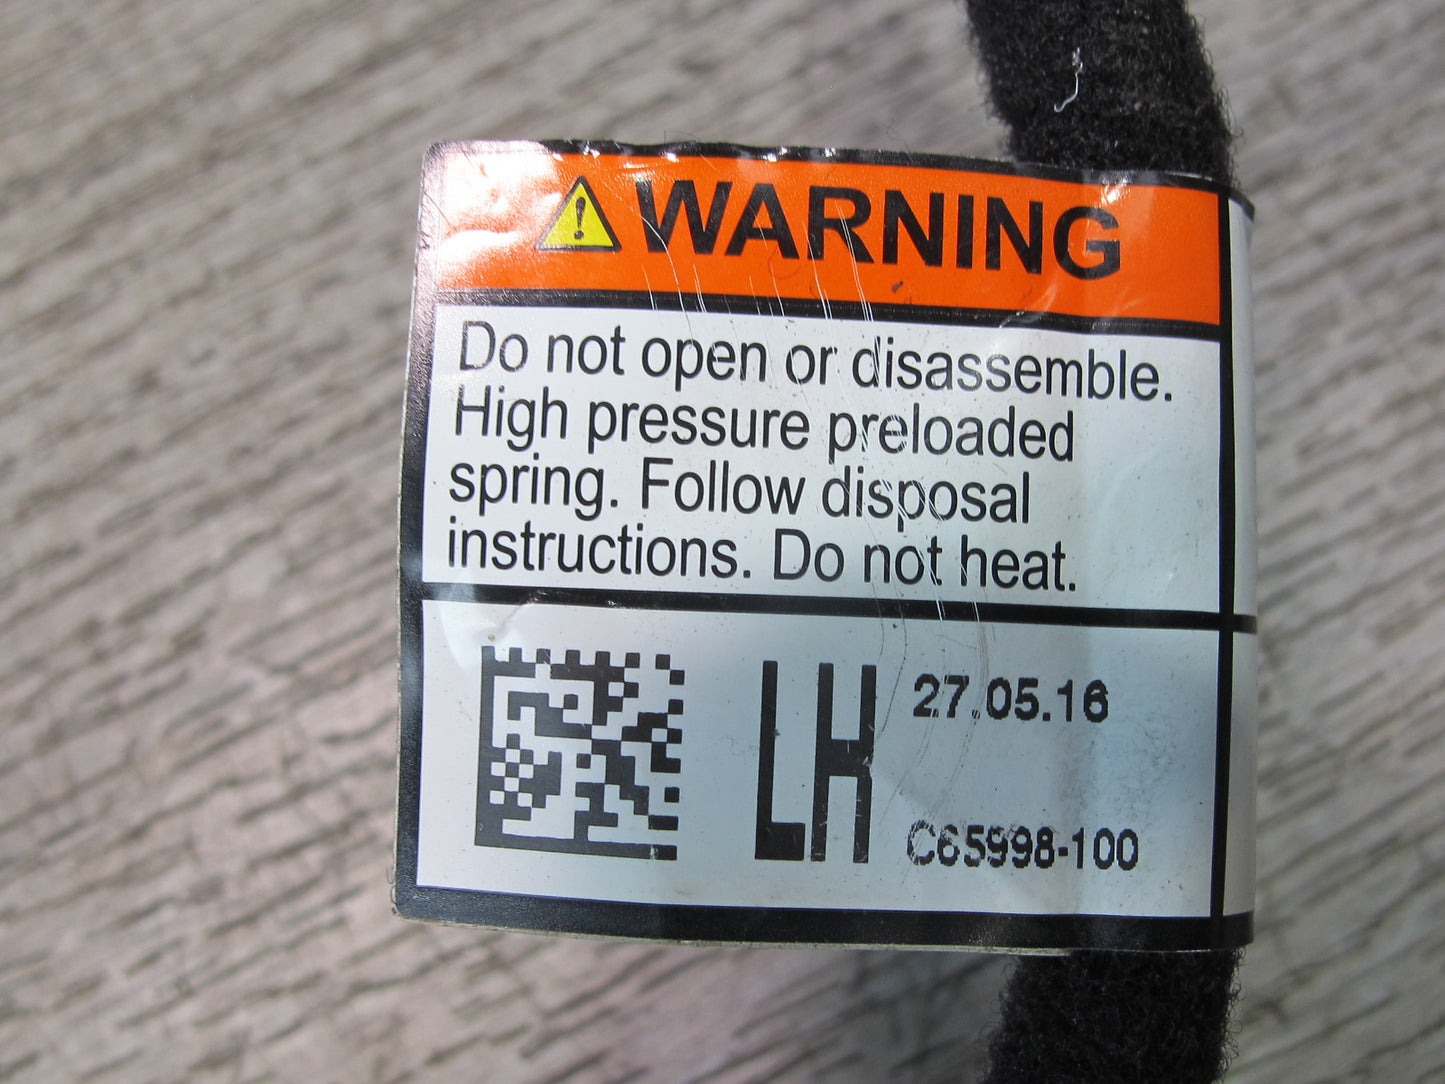 WARNING
Do not open or disassemble.
High pressure preloaded
spring. Follow disposal
instructions. Do not heat.
LH
27.05.16
C65998-100